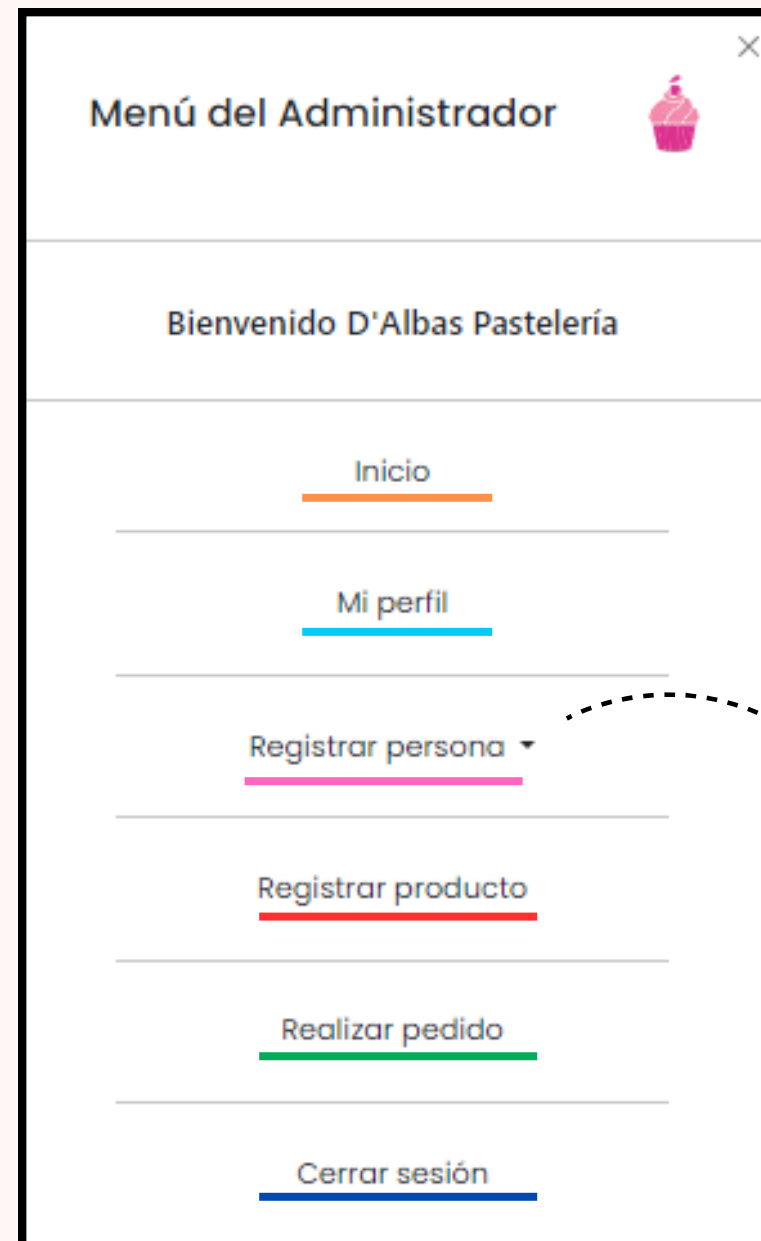 Menú del Administrador
Bienvenido D'Albas Pastelería
Inicio
Mi perfil
Registrar persona
Registrar producto
Realizar pedido
Cerrar sesión